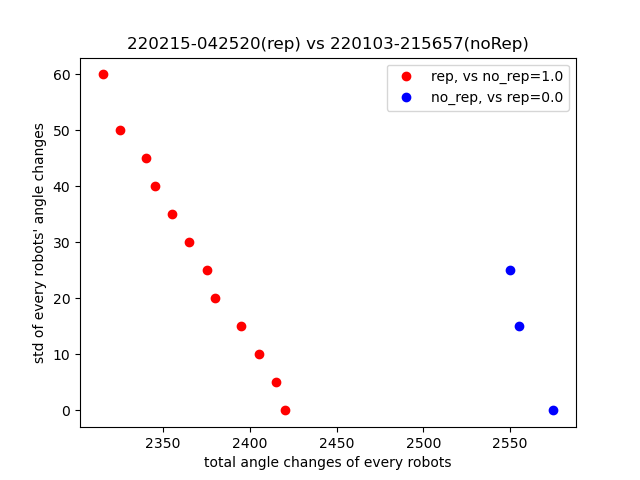 220215-042520(rep) vs 220103-215657(noRep)
rep, vs no_rep=1.0
no_rep, vs rep=0.0
std of every robots' angle changes
60
50
40
30
20
10
0
2350 2400 2450 2500 2550
total angle changes of every robots